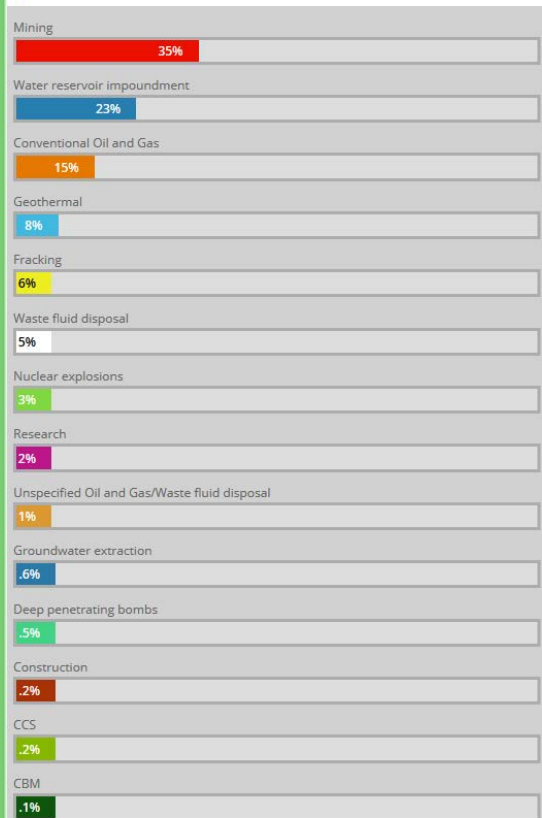 Mining
35%
Water reservoir impoundment
23%
Conventional Oil and Gas
15%
Geothermal
8%
Fracking
6%
Waste fluid disposal
5%
Nuclear explosions
3%
Research
2%
Unspecified Oil and Gas/Waste fluid disposal
1%
Groundwater extraction
.6%
Deep penetrating bombs
.5%
Construction
.2%
CCS
.2%
CBM
.1%